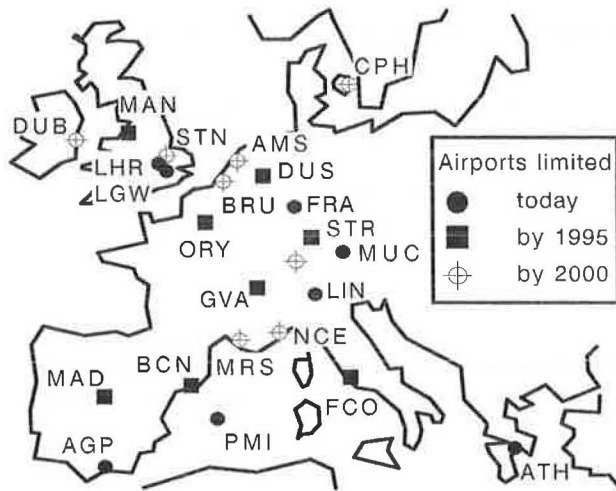 CPH
MAN
DUB
STN
AMS
LHR
DUS
LGW
BRU
FRA
ORY
STR
MUC
GVA
LIN
NCE
MRS
BCN
MAD
FCO
AGP
PMI
ATH
Airports limited
today
by 1995
by 2000